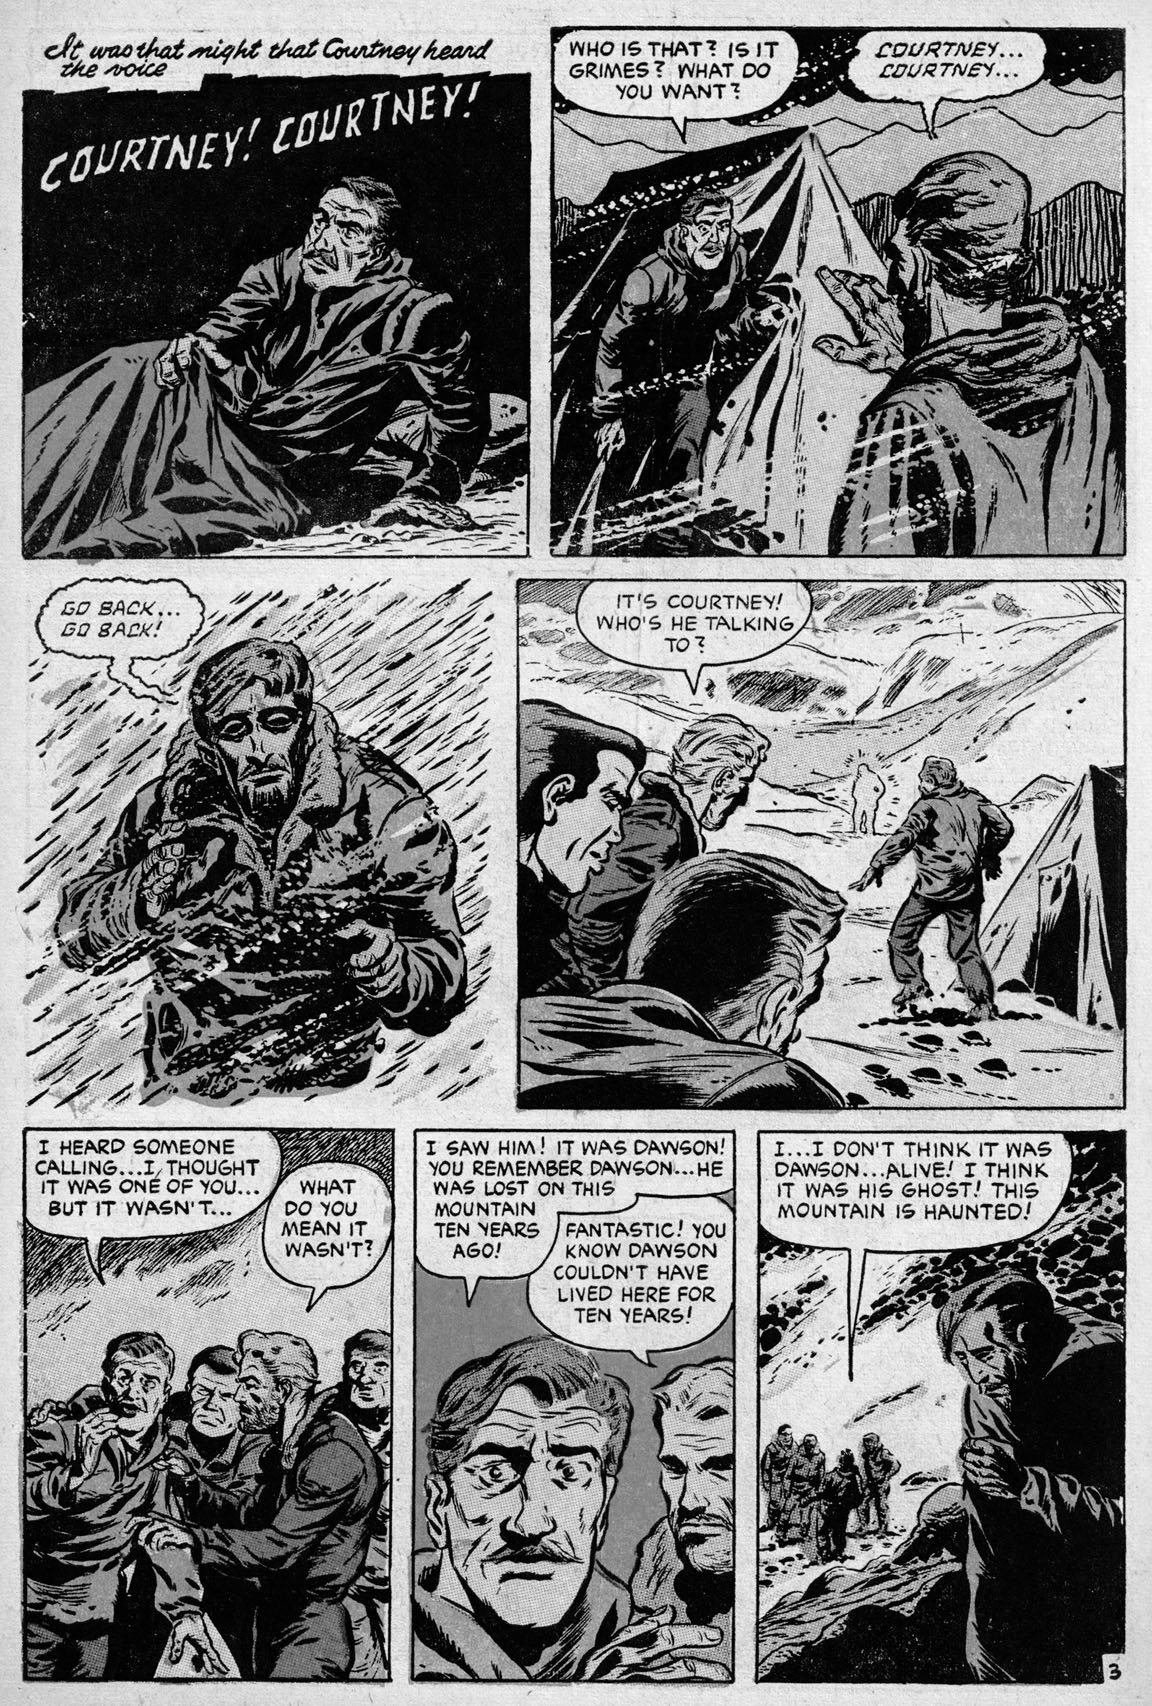 It was that night that Courtney heard
the voice
COURTNEY! COURTNEY!
WHO IS THAT? IS IT
GRIMES? WHAT DO
YOU WANT?
COURTNEY...
COURTNEY...
GO BACK...
GO BACK!
IT'S COURTNEY!
WHO'S HE TALKING
TO?
I HEARD SOMEONE
CALLING...I THOUGHT
IT WAS ONE OF YOU...
BUT IT WASN'T...
WHAT
DO YOU
MEAN IT
WASN'T?
I SAW HIM! IT WAS DAWSON!
YOU REMEMBER DAWSON...HE
WAS LOST ON THIS
MOUNTAIN
TEN YEARS
AGO!
FANTASTIC! YOU
KNOW DAWSON
COULDN'T HAVE
LIVED HERE FOR
TEN YEARS!
I...I DON'T THINK IT WAS
DAWSON...ALIVE! I THINK
IT WAS HIS GHOST! THIS
MOUNTAIN IS HAUNTED!
3